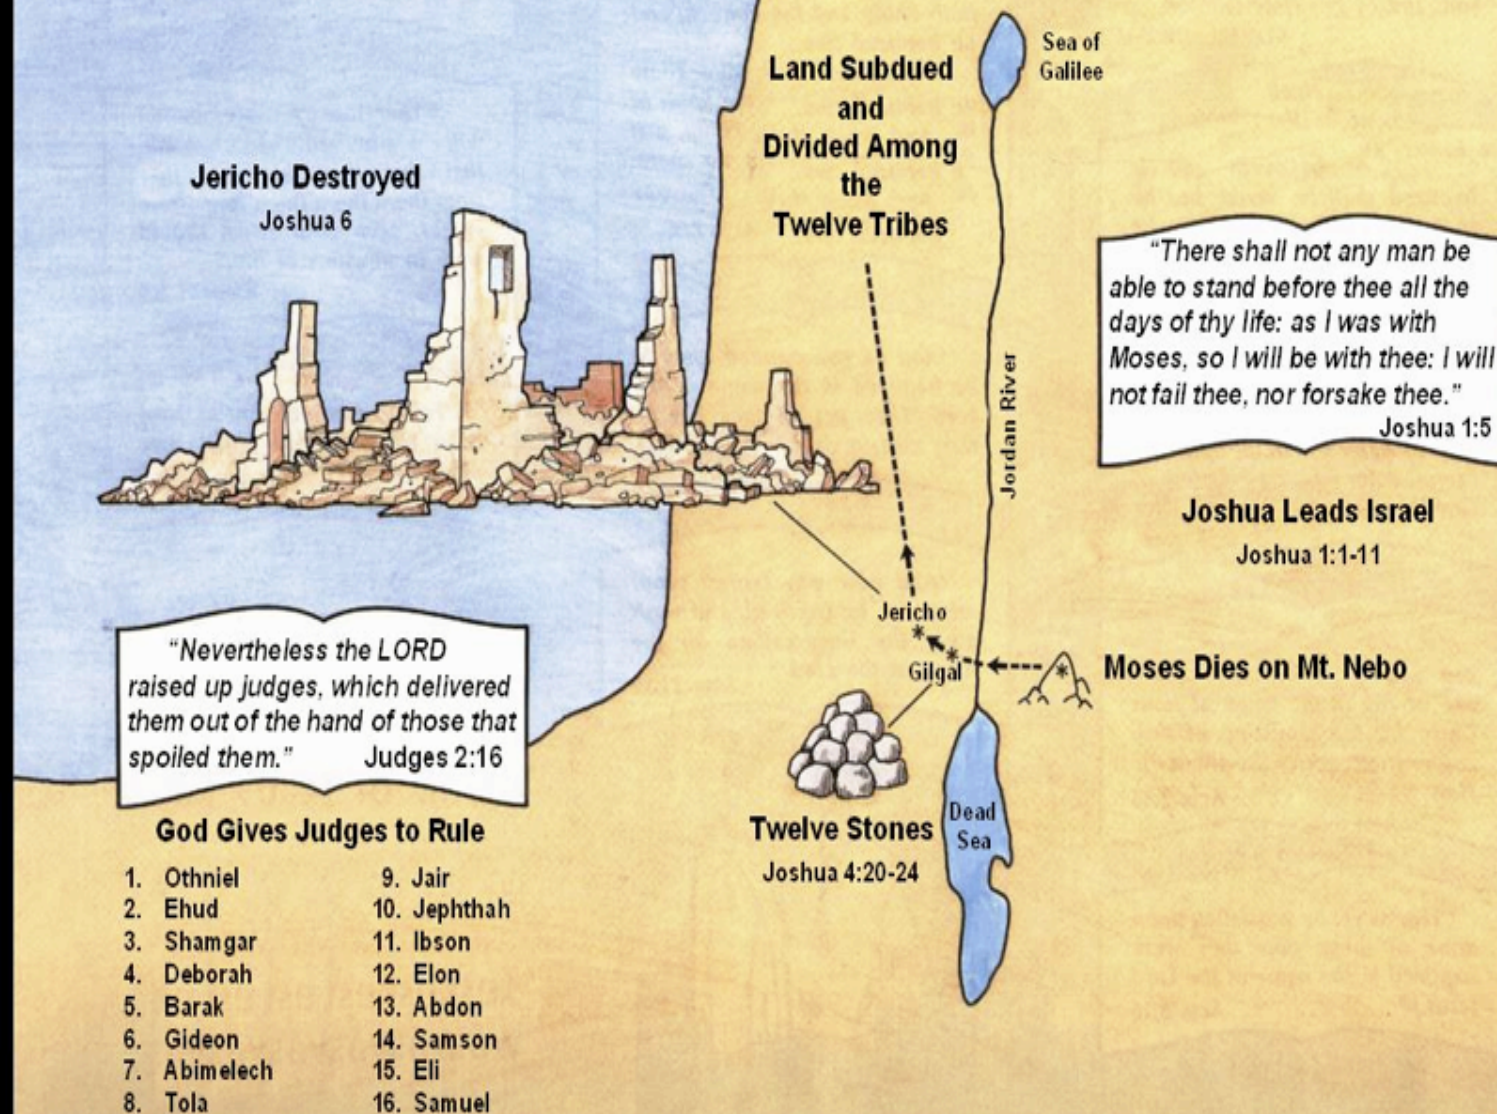 Land Subdued
and
Divided Among
the
Twelve Tribes
Sea of
Galilee
Jericho Destroyed
Joshua 6
“There shall not any man be
able to stand before thee all the
days of thy life: as I was with
Moses, so I will be with thee: I will
not fail thee, nor forsake thee.”
Joshua 1:5
Jordan River
Joshua Leads Israel
Joshua 1:1-11
Jericho
Gilgal
Moses Dies on Mt. Nebo
“Nevertheless the LORD
raised up judges, which delivered
them out of the hand of those that
spoiled them.” Judges 2:16
God Gives Judges to Rule
Twelve Stones
Joshua 4:20-24
Dead
Sea
1. Othniel
2. Ehud
3. Shamgar
4. Deborah
5. Barak
6. Gideon
7. Abimelech
8. Tola
9. Jair
10. Jephthah
11. Ibson
12. Elon
13. Abdon
14. Samson
15. Eli
16. Samuel